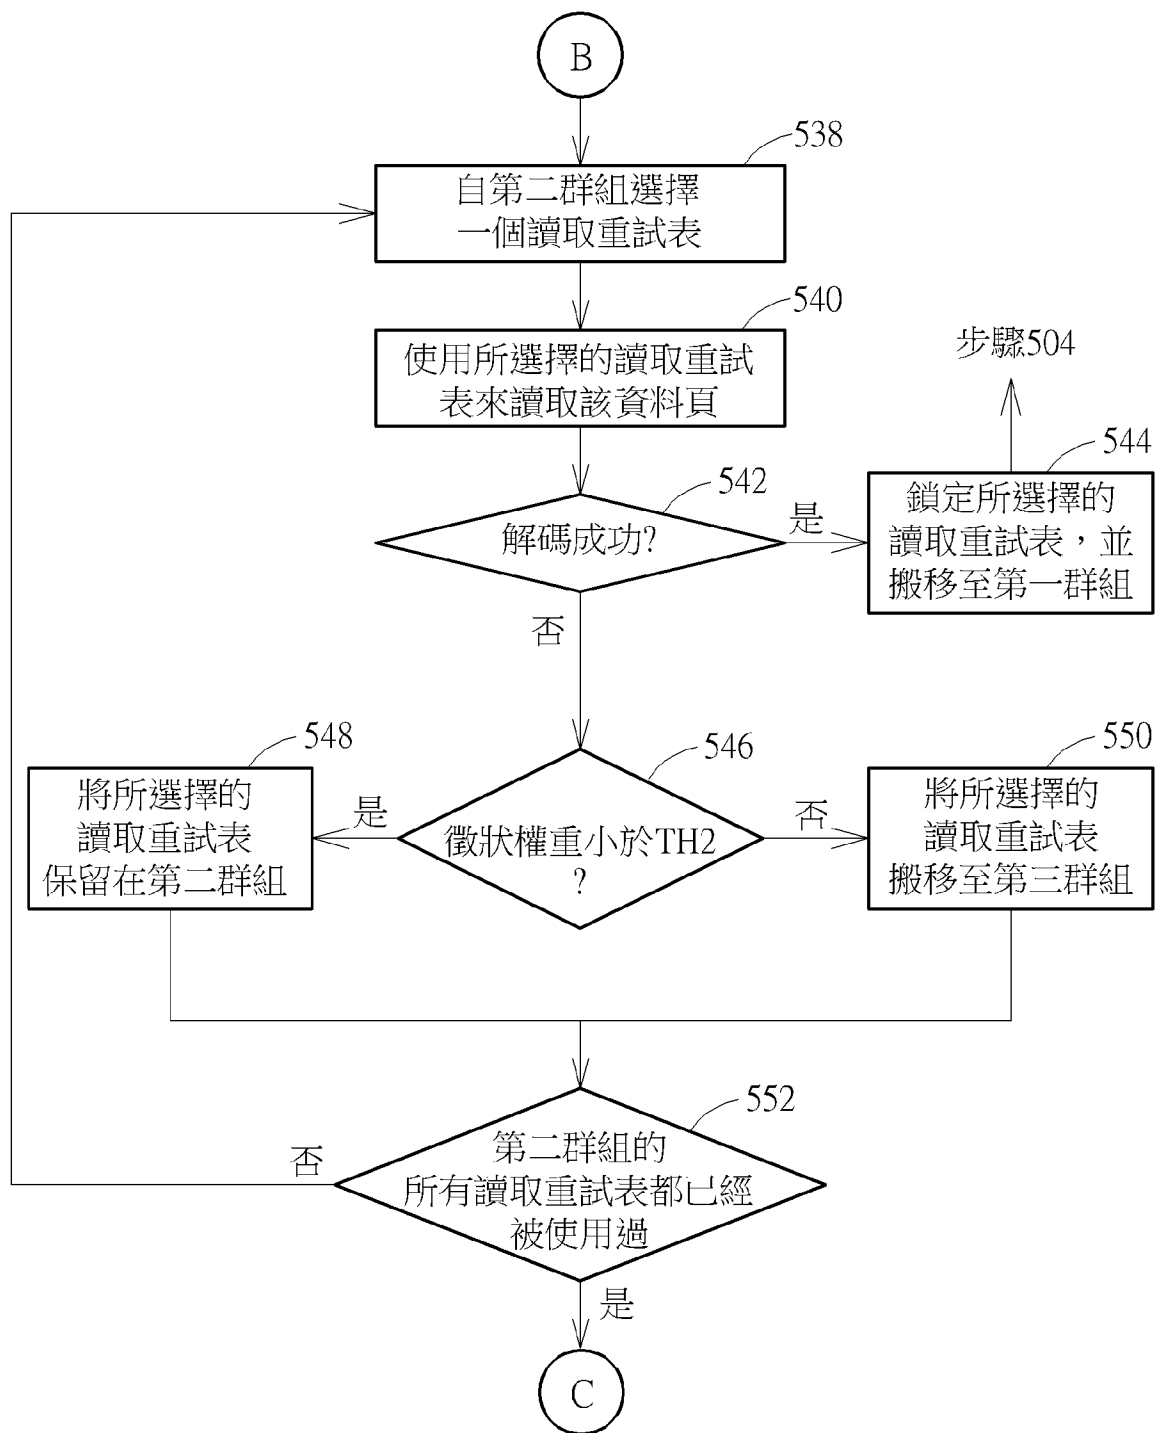 B
538
自第二群組選擇
一個讀取重試表
540
使用所選擇的讀取重試
表來讀取該資料頁
步驟504
542
解碼成功?
是
544
鎖定所選擇的
讀取重試表，並
搬移至第一群組
否
548
將所選擇的
讀取重試表
保留在第二群組
是
546
徵狀權重小於TH2
?
否
550
將所選擇的
讀取重試表
搬移至第三群組
552
否
第二群組的
所有讀取重試表都已經
被使用過
是
C